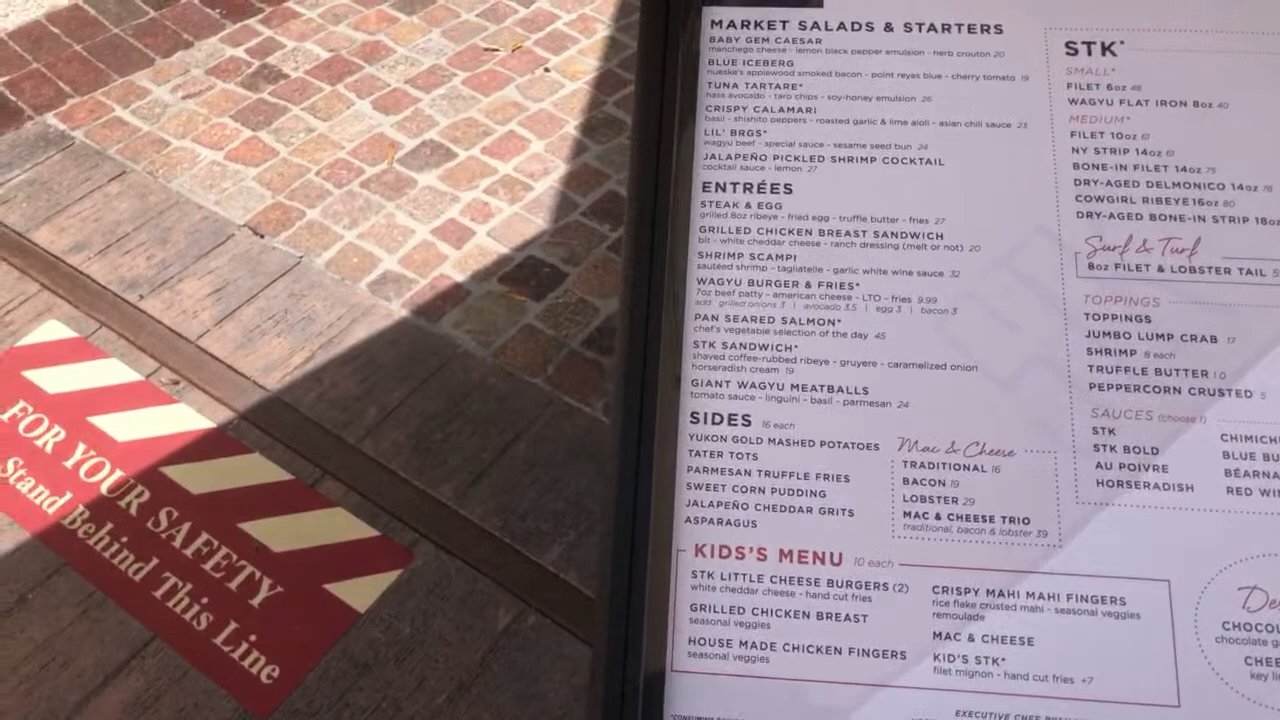 FOR YOUR SAFETY
Stand Behind This Line
MARKET SALADS & STARTERS
BABY GEM CAESAR
manchego cheese - lemon black pepper emulsion - herb crouton 20
BLUE ICEBERG
nueske's applewood smoked bacon - point reyes blue - cherry tomato 19
TUNA TARTARE*
hass avocado - taro chips - soy-honey emulsion 26
CRISPY CALAMARI
basil - shishito peppers - roasted garlic & lime aioli - asian chili sauce 23
LIL' BRGS*
wagyu beef - special sauce - sesame seed bun 24
JALAPEÑO PICKLED SHRIMP COCKTAIL
cocktail sauce - lemon 27
ENTRÉES
STEAK & EGG
grilled 8oz ribeye - fried egg - truffle butter - fries 27
GRILLED CHICKEN BREAST SANDWICH
blt - white cheddar cheese - ranch dressing (melt or not) 20
SHRIMP SCAMPI
sautéed shrimp - tagliatelle - garlic white wine sauce 32
WAGYU BURGER & FRIES*
7oz beef patty - american cheese - LTO - fries 9.99
add grilled onions 3 | avocado 3.5 | egg 3 | bacon 3
PAN SEARED SALMON*
chef's vegetable selection of the day 45
STK SANDWICH*
shaved coffee-rubbed ribeye - gruyere - caramelized onion
horseradish cream 19
GIANT WAGYU MEATBALLS
tomato sauce - linguini - basil - parmesan 24
SIDES 16 each
YUKON GOLD MASHED POTATOES
TATER TOTS
PARMESAN TRUFFLE FRIES
SWEET CORN PUDDING
JALAPEÑO CHEDDAR GRITS
ASPARAGUS
Mac & Cheese
TRADITIONAL 16
BACON 19
LOBSTER 29
MAC & CHEESE TRIO
traditional, bacon & lobster 39
KIDS'S MENU 10 each
STK LITTLE CHEESE BURGERS (2)
white cheddar cheese - hand cut fries
GRILLED CHICKEN BREAST
seasonal veggies
HOUSE MADE CHICKEN FINGERS
seasonal veggies
CRISPY MAHI MAHI FINGERS
rice flake crusted mahi - seasonal veggies
remoulade
MAC & CHEESE
KID'S STK*
filet mignon - hand cut fries +7
STK*
SMALL*
FILET 6oz 48
WAGYU FLAT IRON 8oz 40
MEDIUM*
FILET 10oz 61
NY STRIP 14oz 61
BONE-IN FILET 14oz 75
DRY-AGED DELMONICO 14oz 78
COWGIRL RIBEYE 16oz 80
DRY-AGED BONE-IN STRIP 18oz
Surf & Turf
8oz FILET & LOBSTER TAIL
TOPPINGS
TOPPINGS
JUMBO LUMP CRAB 17
SHRIMP 8 each
TRUFFLE BUTTER 10
PEPPERCORN CRUSTED 5
SAUCES (choose 1)
STK
STK BOLD
AU POIVRE
HORSERADISH
CHIMICH
BLUE BU
BÉARNA
RED WI
De
CHOCOL
chocolate g
CHEE
key li
EXECUTIVE CHEF